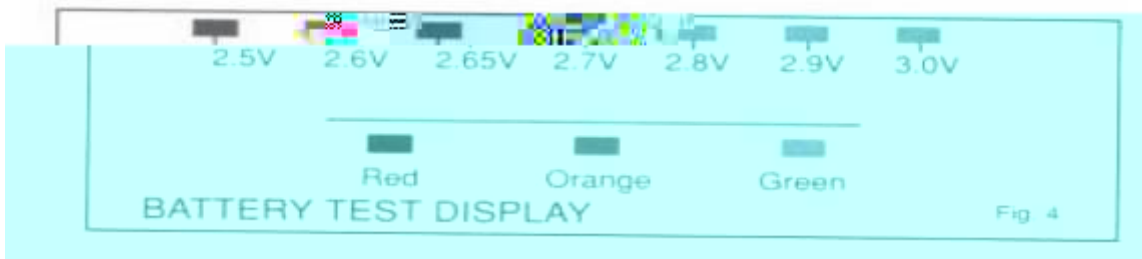 2.5V 2.6V 2.65V 2.7V 2.8V 2.9V 3.0V
Red Orange Green
BATTERY TEST DISPLAY Fig 4